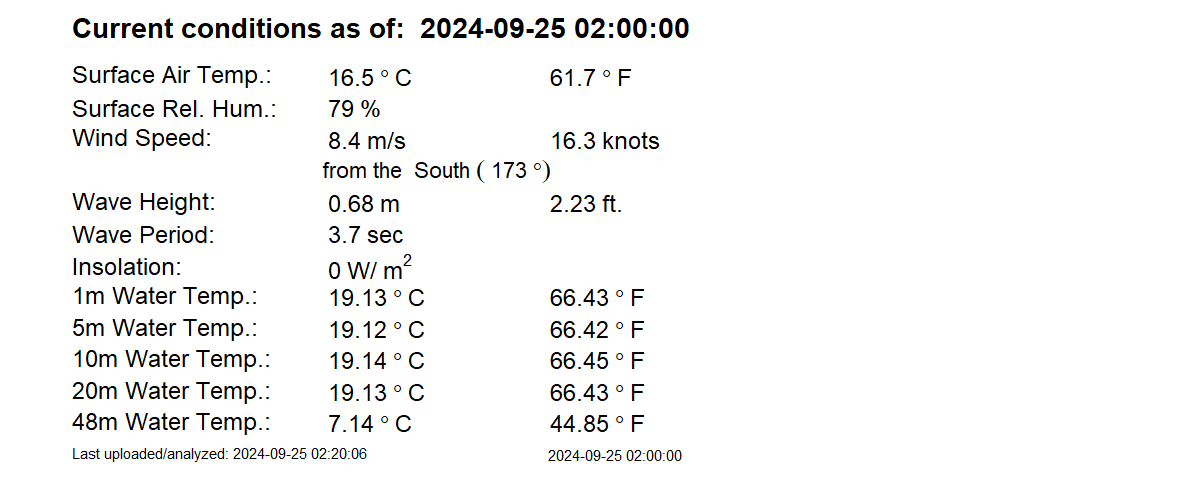 Current conditions as of: 2024-09-25 02:00:00
Surface Air Temp.: 16.5 ° C 61.7 ° F
Surface Rel. Hum.: 79 %
Wind Speed: 8.4 m/s 16.3 knots
from the South ( 173 °)
Wave Height: 0.68 m 2.23 ft.
Wave Period: 3.7 sec
Insolation: 0 W/ m²
1m Water Temp.: 19.13 ° C 66.43 ° F
5m Water Temp.: 19.12 ° C 66.42 ° F
10m Water Temp.: 19.14 ° C 66.45 ° F
20m Water Temp.: 19.13 ° C 66.43 ° F
48m Water Temp.: 7.14 ° C 44.85 ° F
Last uploaded/analyzed: 2024-09-25 02:20:06 2024-09-25 02:00:00